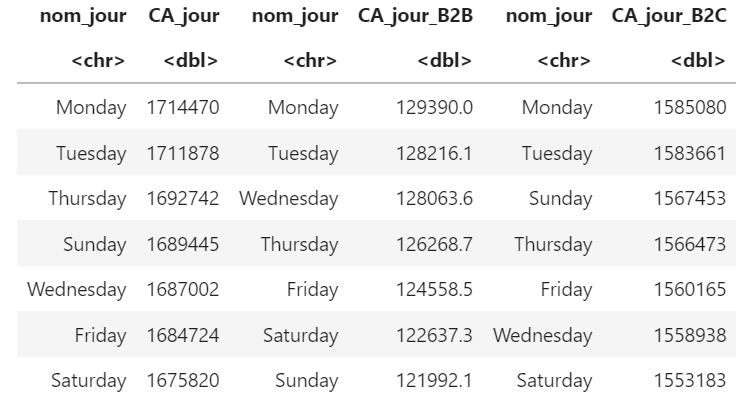 nom_jour CA_jour nom_jour CA_jour_B2B nom_jour CA_jour_B2C
<chr> <dbl> <chr> <dbl> <chr> <dbl>
Monday 1714470 Monday 129390.0 Monday 1585080
Tuesday 1711878 Tuesday 128216.1 Tuesday 1583661
Thursday 1692742 Wednesday 128063.6 Sunday 1567453
Sunday 1689445 Thursday 126268.7 Thursday 1566473
Wednesday 1687002 Friday 124558.5 Friday 1560165
Friday 1684724 Saturday 122637.3 Wednesday 1558938
Saturday 1675820 Sunday 121992.1 Saturday 1553183